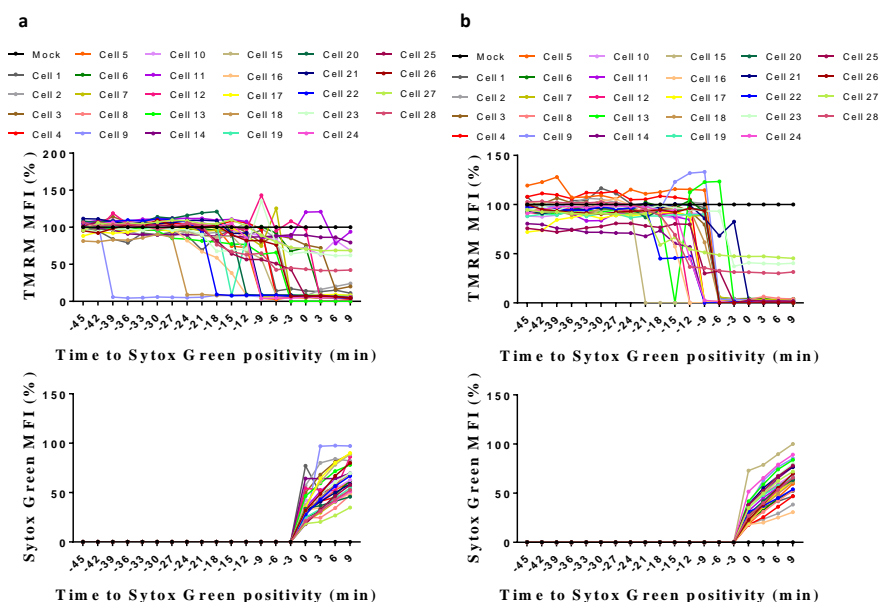 a
Mock Cell 5 Cell 10 Cell 15 Cell 20 Cell 25
Cell 1 Cell 6 Cell 11 Cell 16 Cell 21 Cell 26
Cell 2 Cell 7 Cell 12 Cell 17 Cell 22 Cell 27
Cell 3 Cell 8 Cell 13 Cell 18 Cell 23 Cell 28
Cell 4 Cell 9 Cell 14 Cell 19 Cell 24
TMRM MFI (%)
200
150
100
50
0
-45 -42 -39 -36 -33 -30 -27 -24 -21 -18 -15 -12 -9 -6 -3 0 3 6 9
Time to Sytox Green positivity (min)
Sytox Green MFI (%)
150
100
50
0
-45 -42 -39 -36 -33 -30 -27 -24 -21 -18 -15 -12 -9 -6 -3 0 3 6 9
Time to Sytox Green positivity (min)
b
Mock Cell 5 Cell 10 Cell 15 Cell 20 Cell 25
Cell 1 Cell 6 Cell 11 Cell 16 Cell 21 Cell 26
Cell 2 Cell 7 Cell 12 Cell 17 Cell 22 Cell 27
Cell 3 Cell 8 Cell 13 Cell 18 Cell 23 Cell 28
Cell 4 Cell 9 Cell 14 Cell 19 Cell 24
TMRM MFI (%)
150
100
50
0
-45 -42 -39 -36 -33 -30 -27 -24 -21 -18 -15 -12 -9 -6 -3 0 3 6 9
Time to Sytox Green positivity (min)
Sytox Green MFI (%)
150
100
50
0
-45 -42 -39 -36 -33 -30 -27 -24 -21 -18 -15 -12 -9 -6 -3 0 3 6 9
Time to Sytox Green positivity (min)